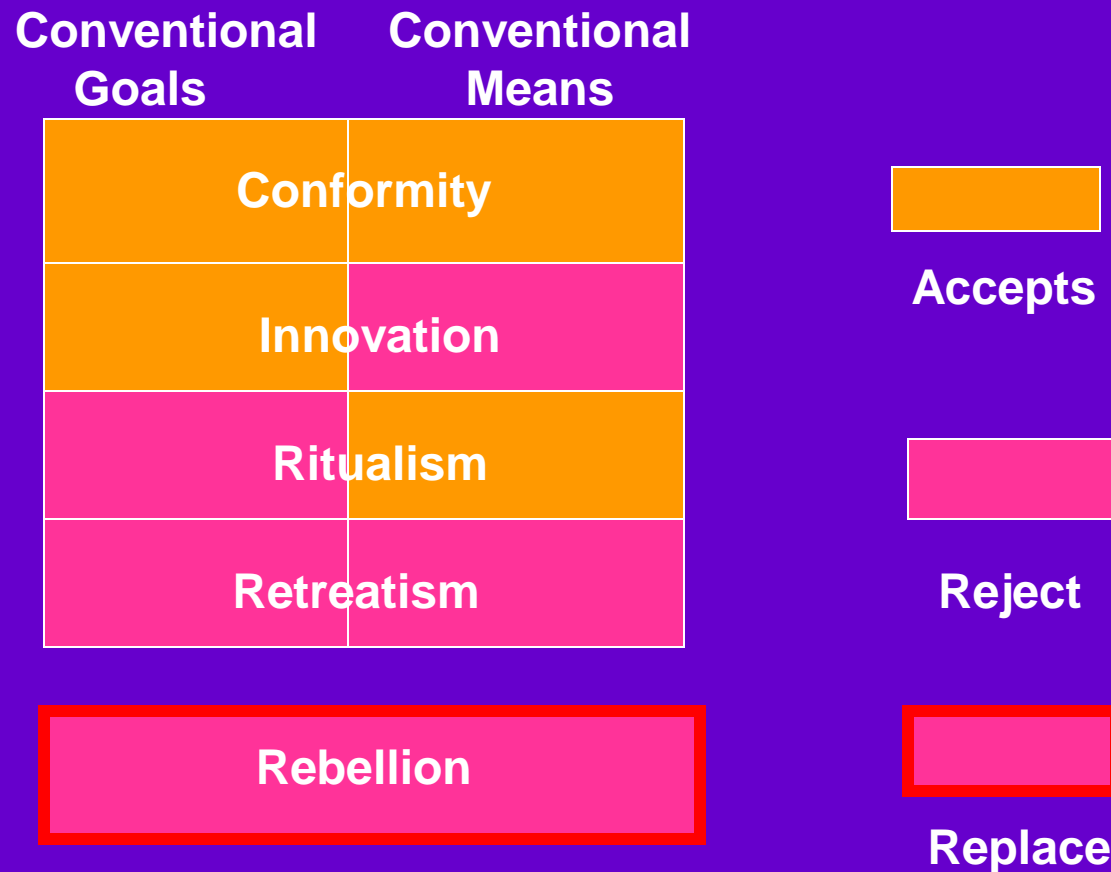 Conventional Conventional
Goals Means
Conformity
Innovation
Ritualism
Retreatism
Rebellion
Accepts
Reject
Replace